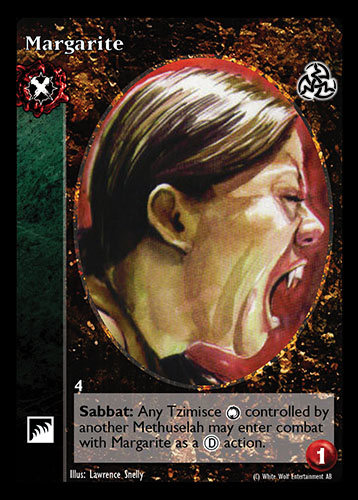 Margarite
4
Sabbat: Any Tzimisce controlled by
another Methuselah may enter combat
with Margarite as a D action.
1
Illus: Lawrence Snelly
(C) White Wolf Entertainment AB